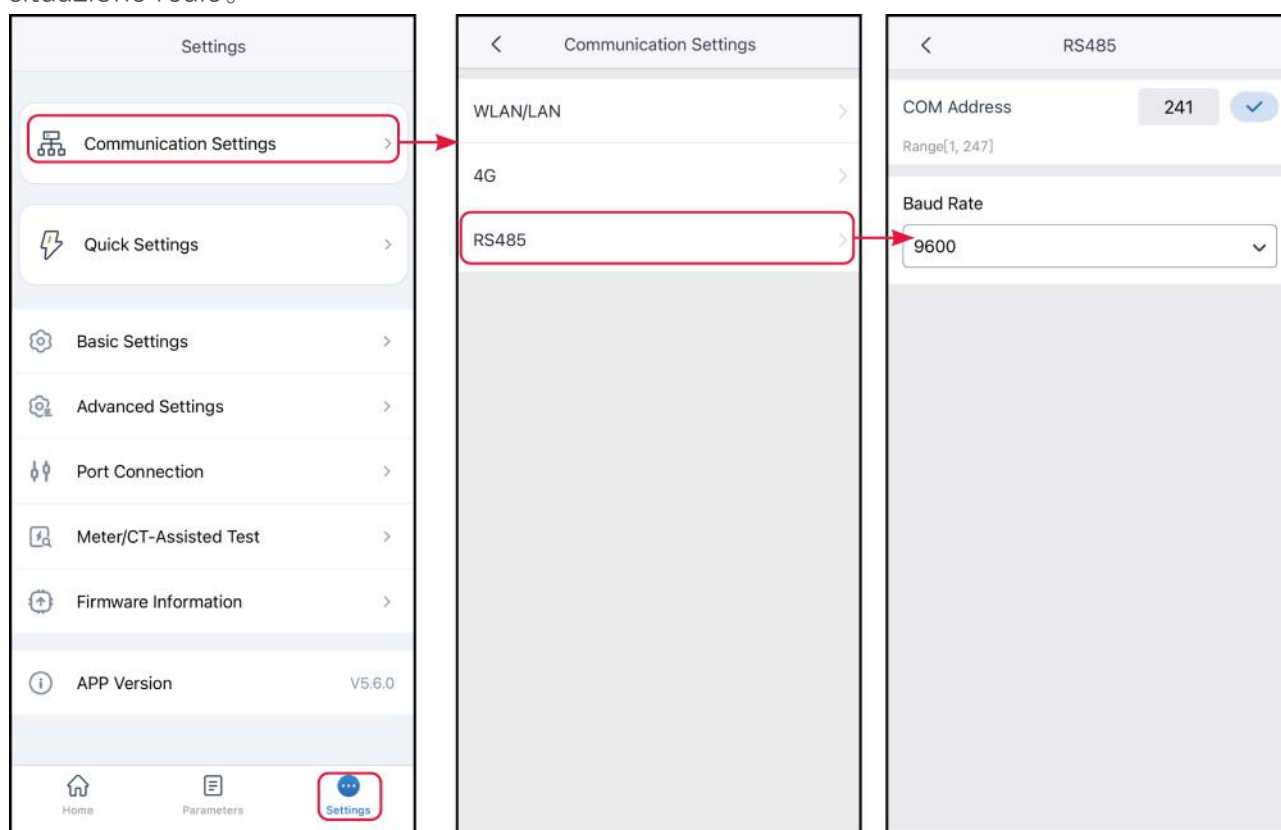 Settings
Communication Settings
Quick Settings
Basic Settings
Advanced Settings
Port Connection
Meter/CT-Assisted Test
Firmware Information
APP Version V5.6.0
Home Parameters Settings
Communication Settings
WLAN/LAN
4G
RS485
RS485
COM Address 241
Range[1, 247]
Baud Rate
9600